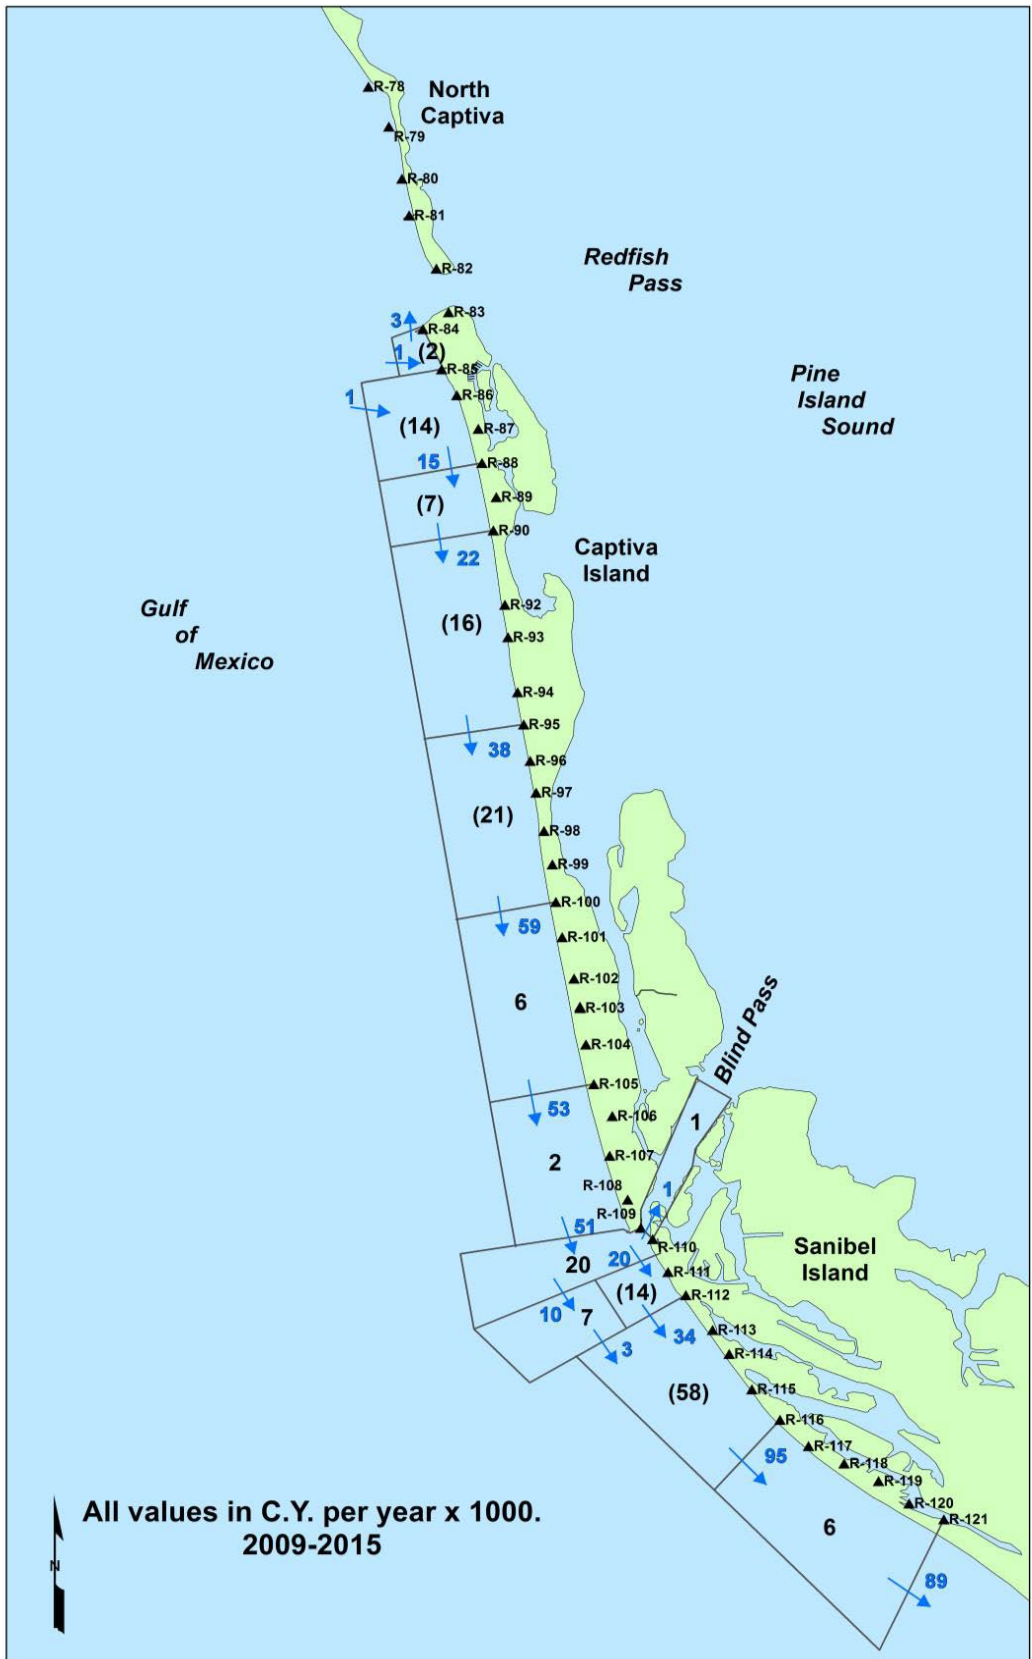 R-78
North
Captiva
R-79
R-80
R-81
R-82
Redfish
Pass
R-83
3
R-84
1
(2)
R-85
Pine
Island
Sound
1
R-86
(14)
R-87
15
R-88
(7)
R-89
R-90
22
Captiva
Island
R-92
Gulf
of
Mexico
(16)
R-93
R-94
R-95
38
R-96
R-97
(21)
R-98
R-99
R-100
59
R-101
R-102
6
R-103
R-104
R-105
Blind Pass
53
R-106
1
2
R-107
R-108
1
R-109
51
R-110
20
20
R-111
Sanibel
Island
(14)
R-112
10
7
34
R-113
3
R-114
(58)
R-115
R-116
R-117
95
R-118
R-119
R-120
R-121
6
All values in C.Y. per year x 1000.
2009-2015
N
89